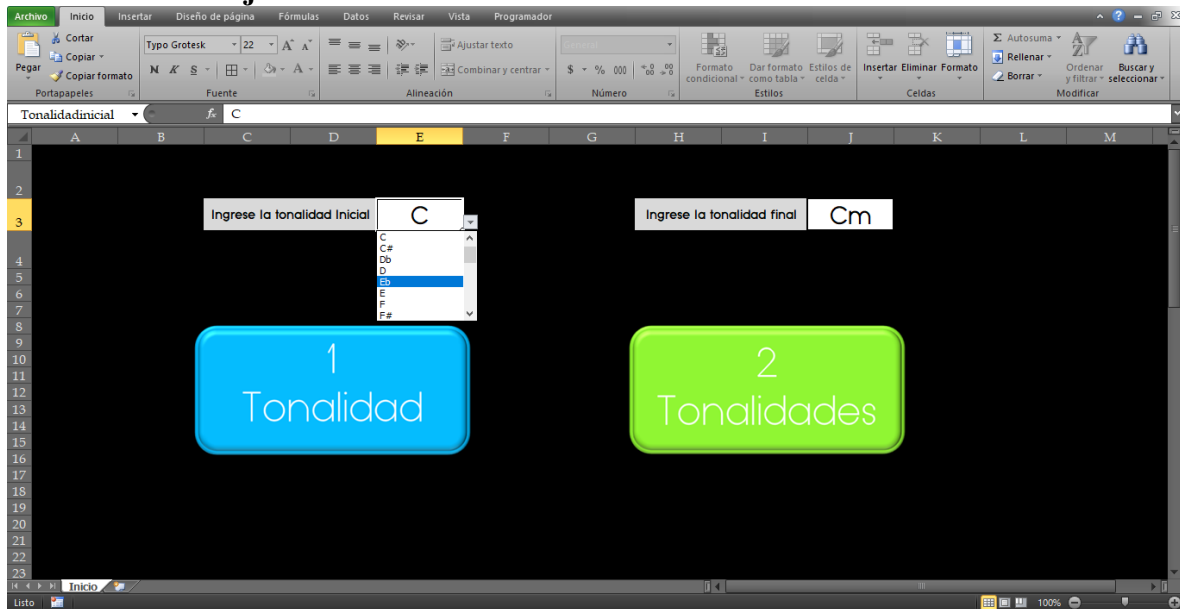 Archivo Inicio Insertar Diseño de página Fórmulas Datos Revisar Vista Programador
Pegar
Cortar
Copiar
Copiar formato
Portapapeles
Typo Grotesk 22
N K S
Fuente
Ajustar texto
Combinar y centrar
Alineación
General
$ % 000
Número
Formato condicional
Dar formato como tabla
Estilos de celda
Estilos
Insertar Eliminar Formato
Celdas
Σ Autosuma
Rellenar
Borrar
Ordenar y filtrar
Buscar y seleccionar
Modificar
Tonalidadinicial fx C
A B C D E F G H I J K L M
1
2
3
Ingrese la tonalidad Inicial C
Ingrese la tonalidad final Cm
C
C#
Db
D
Eb
E
F
F#
4
5
6
7
8
9
10
11
12
13
14
15
16
17
18
19
20
21
22
23
1
Tonalidad
2
Tonalidades
Inicio
Listo 100%